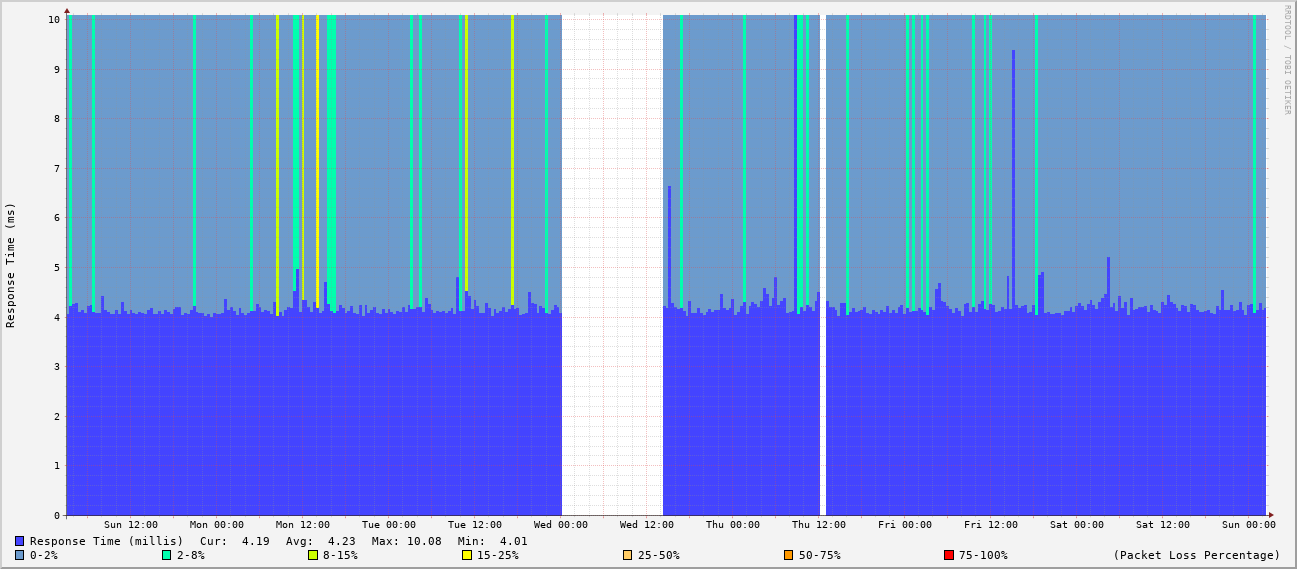 RRDTOOL / TOBI OETIKER
Response Time (ms)
10
9
8
7
6
5
4
3
2
1
0
Sun 12:00 Mon 00:00 Mon 12:00 Tue 00:00 Tue 12:00 Wed 00:00 Wed 12:00 Thu 00:00 Thu 12:00 Fri 00:00 Fri 12:00 Sat 00:00 Sat 12:00 Sun 00:00
Response Time (millis) Cur: 4.19 Avg: 4.23 Max: 10.08 Min: 4.01
0-2% 2-8% 8-15% 15-25% 25-50% 50-75% 75-100% (Packet Loss Percentage)